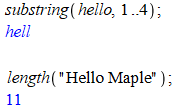 substring(hello, 1..4);
hell
length("Hello Maple");
11